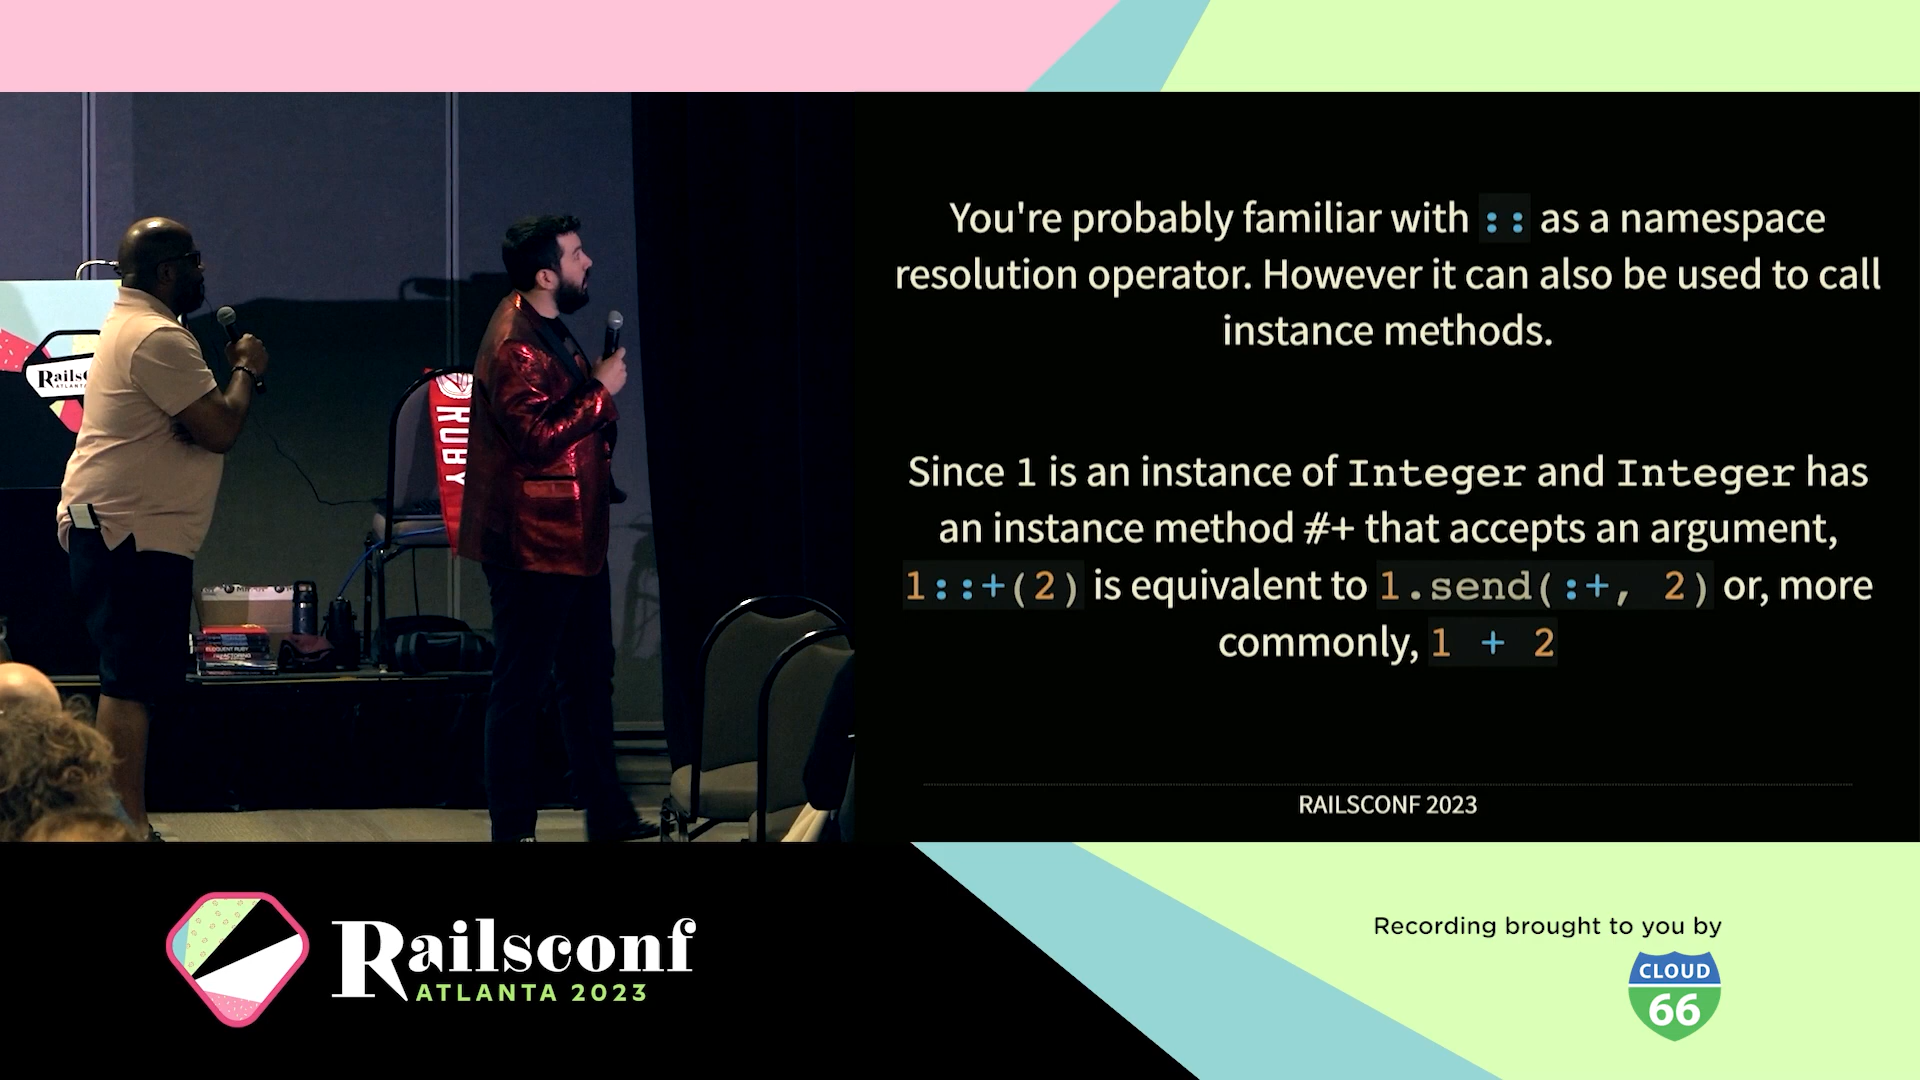 You're probably familiar with :: as a namespace
resolution operator. However it can also be used to call
instance methods.
Since 1 is an instance of Integer and Integer has
an instance method #+ that accepts an argument,
1::+(2) is equivalent to 1.send(:+, 2) or, more
commonly, 1 + 2
RAILSCONF 2023
RUBY
ELOQUENT RUBY
REFACTORING
Railsconf
ATLANTA 2023
Recording brought to you by
CLOUD
66